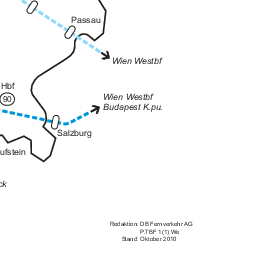 Passau
Wien Westbf
Hbf
90
Wien Westbf
Budapest K.pu.
Salzburg
ufstein
ck
Redaktion: DB Fernverkehr AG
P.TBF 1 (1) We
Stand: Oktober 2010